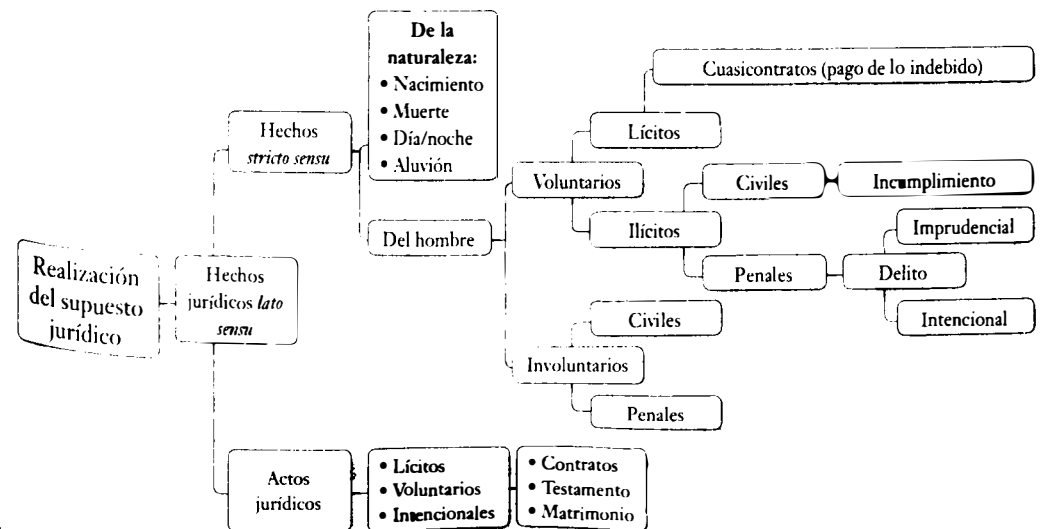 De la
naturaleza:
• Nacimiento
• Muerte
• Día/noche
• Aluvión
Cuasicontratos (pago de lo indebido)
Hechos
stricto sensu
Lícitos
Voluntarios
Civiles
Incumplimiento
Ilícitos
Imprudencial
Del hombre
Penales
Delito
Intencional
Realización
del supuesto
jurídico
Hechos
jurídicos lato
sensu
Civiles
Involuntarios
Penales
Actos
jurídicos
• Lícitos
• Voluntarios
• Intencionales
• Contratos
• Testamento
• Matrimonio